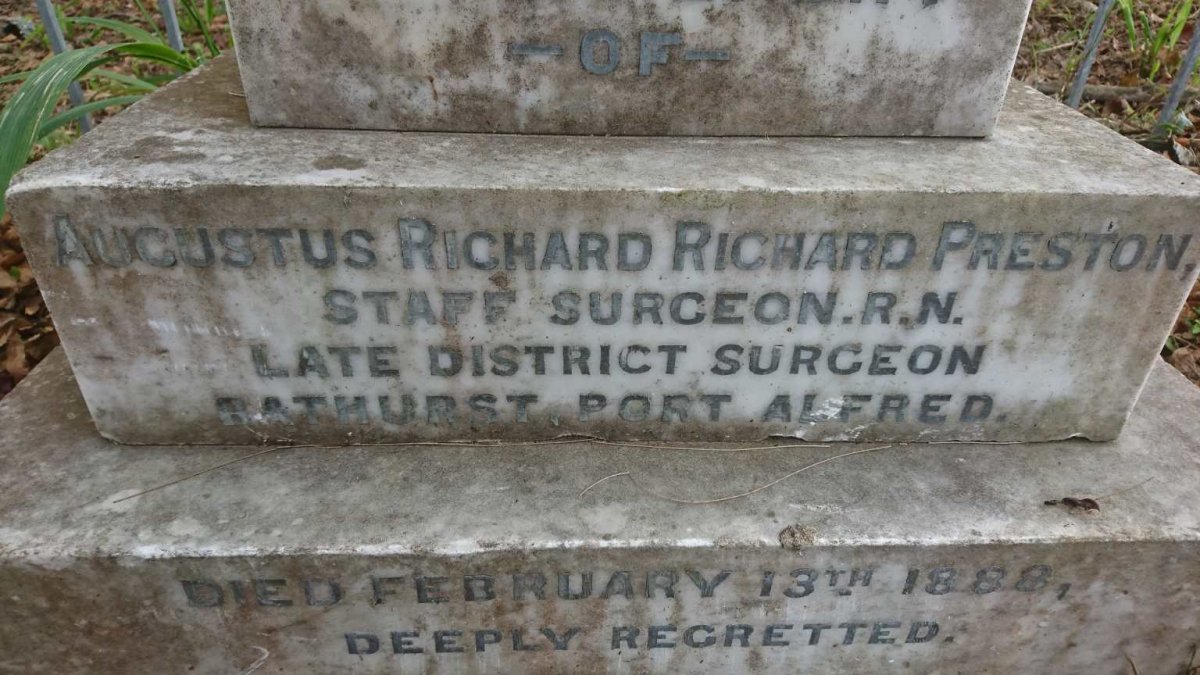 — OF —
AUGUSTUS RICHARD RICHARD PRESTON,
STAFF SURGEON. R.N.
LATE DISTRICT SURGEON
BATHURST, PORT ALFRED.
DIED FEBRUARY 13TH 1888,
DEEPLY REGRETTED.